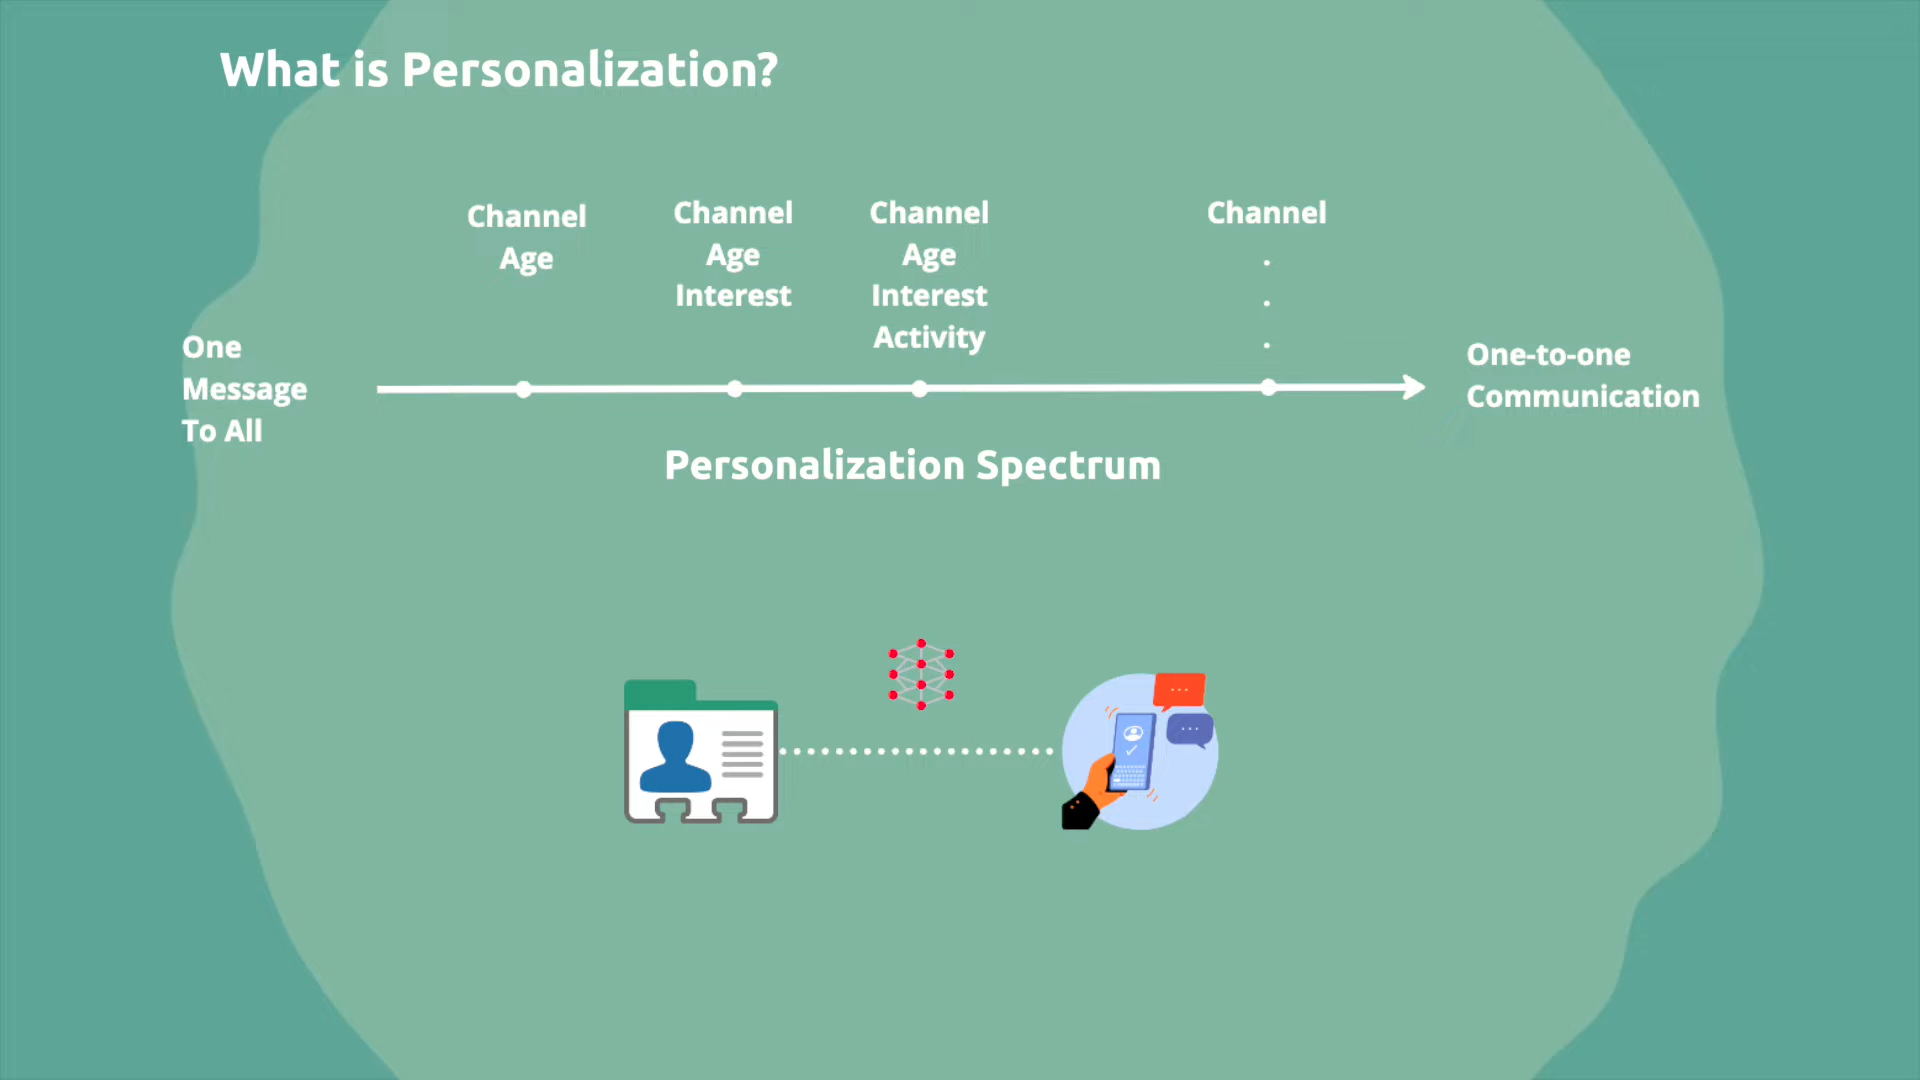 What is Personalization?
Channel
Age
Channel
Age
Interest
Channel
Age
Interest
Activity
Channel
.
.
.
One
Message
To All
One-to-one
Communication
Personalization Spectrum